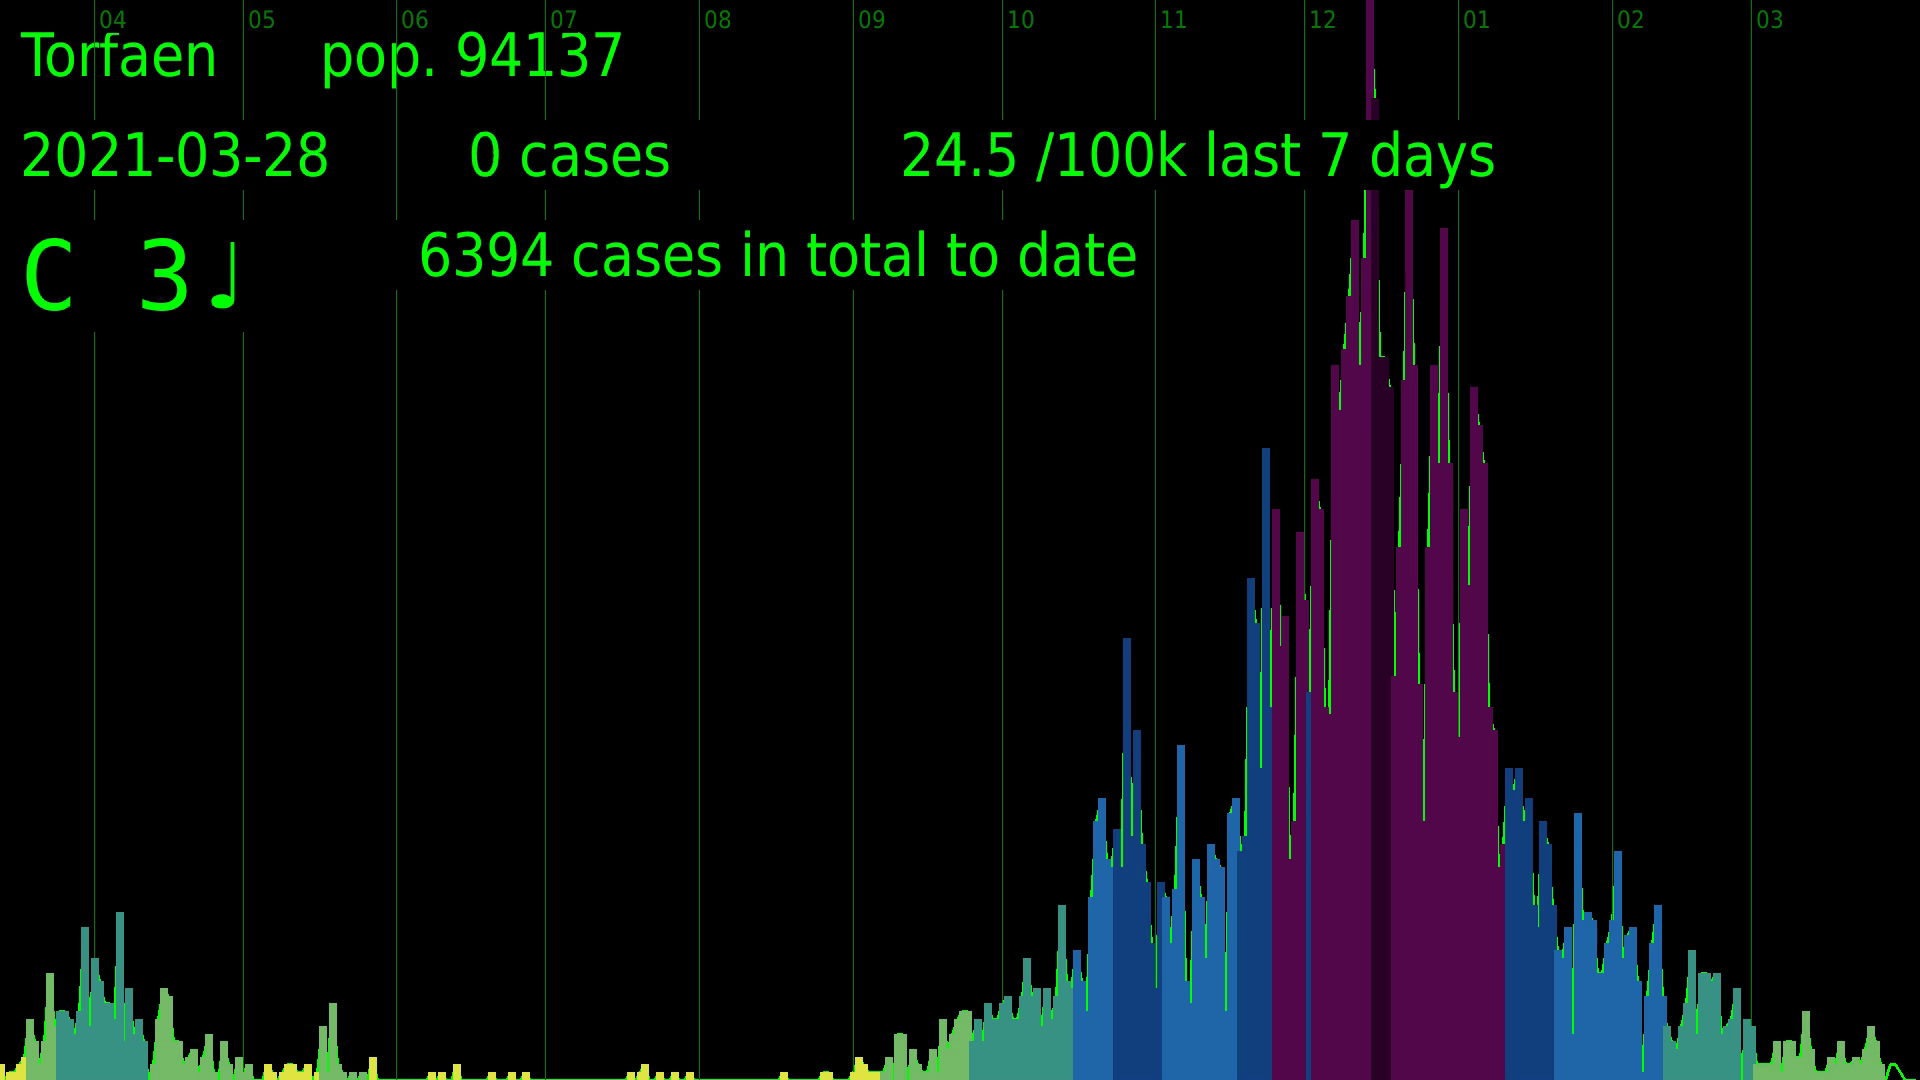 04 05 06 07 08 09 10 11 12 01 02 03
Torfaen pop. 94137
2021-03-28 0 cases 24.5 /100k last 7 days
C 3♩ 6394 cases in total to date